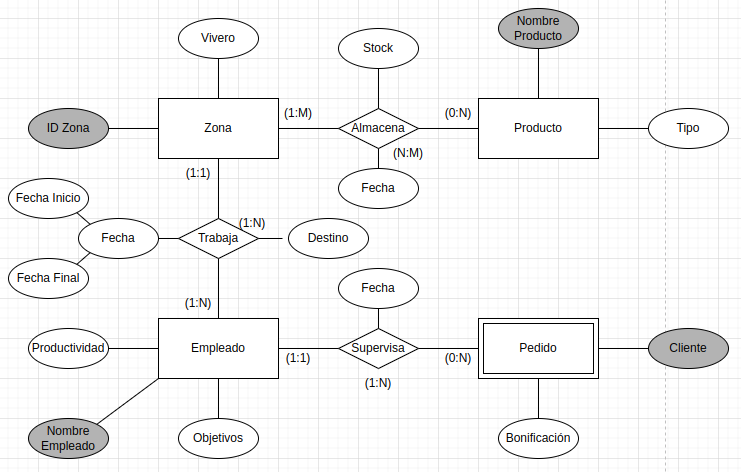 Nombre
Producto
Vivero
Stock
(1:M)
(0:N)
ID Zona
Zona
Almacena
Producto
Tipo
(N:M)
(1:1)
Fecha
Fecha Inicio
(1:N)
Fecha
Trabaja
Destino
Fecha Final
Fecha
(1:N)
Productividad
Empleado
Supervisa
Pedido
Cliente
(1:1)
(0:N)
(1:N)
Nombre
Empleado
Objetivos
Bonificación